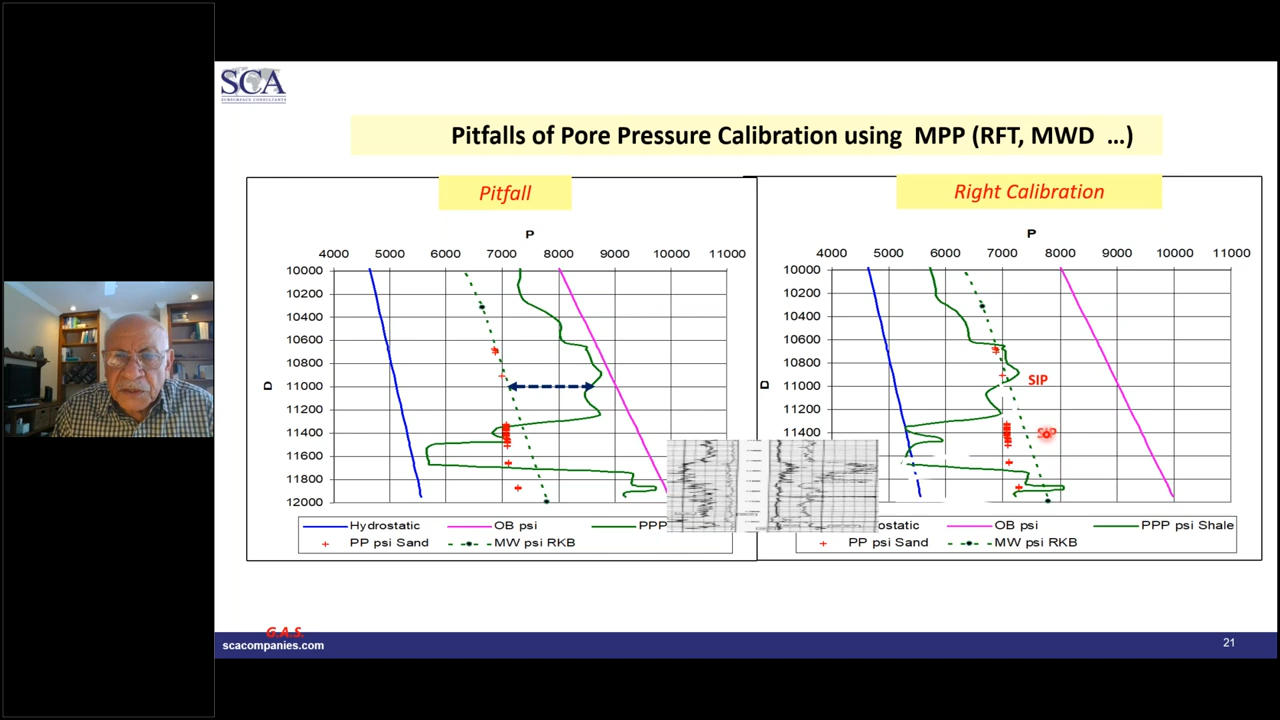 SCA
SUBSURFACE CONSULTANTS
Pitfalls of Pore Pressure Calibration using MPP (RFT, MWD ...)
Pitfall
P
4000 5000 6000 7000 8000 9000 10000 11000
10000
10200
10400
10600
10800
11000
11200
11400
11600
11800
12000
D
Hydrostatic OB psi PPP
PP psi Sand MW psi RKB
Right Calibration
P
4000 5000 6000 7000 8000 9000 10000 11000
10000
10200
10400
10600
10800
11000
11200
11400
11600
11800
12000
D
SIP
SIP
ostatic OB psi PPP psi Shale
PP psi Sand MW psi RKB
G.A.S.
scacompanies.com
21